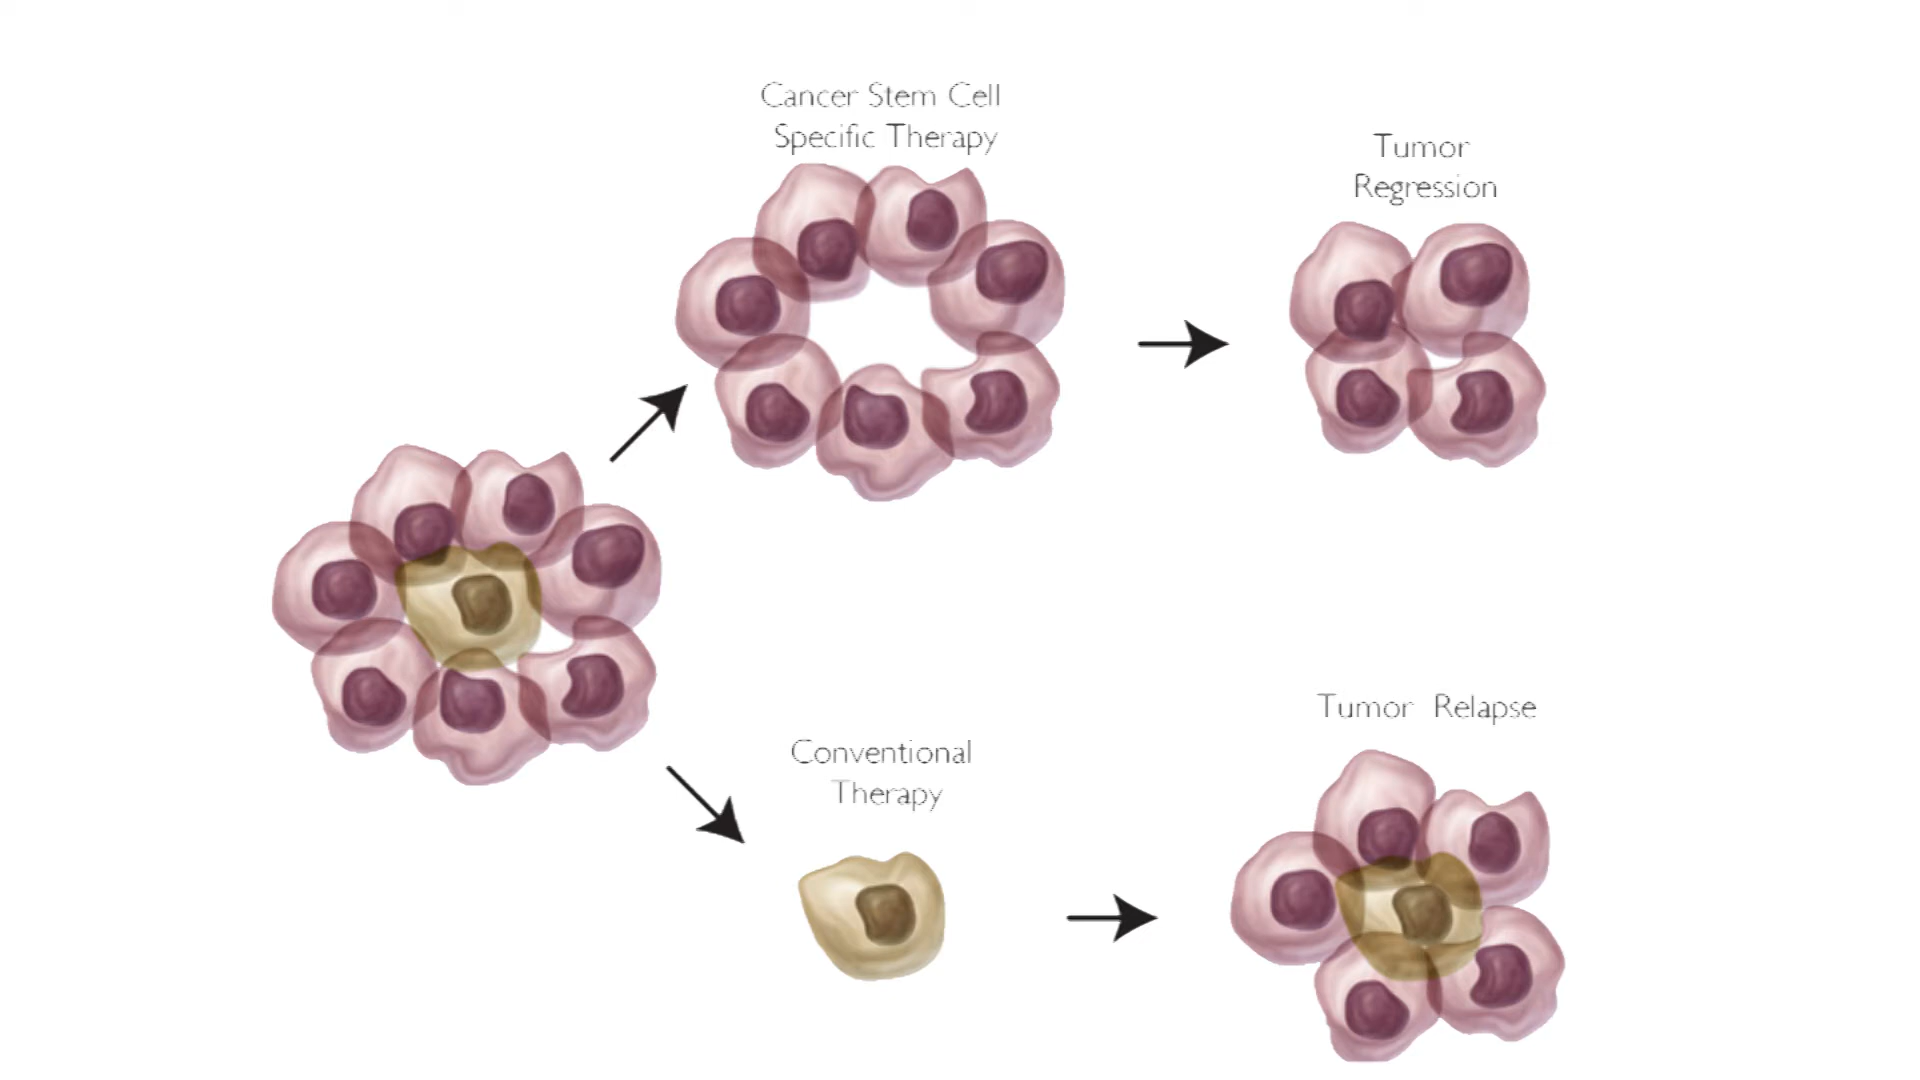 Cancer Stem Cell
Specific Therapy
Tumor
Regression
Conventional
Therapy
Tumor Relapse